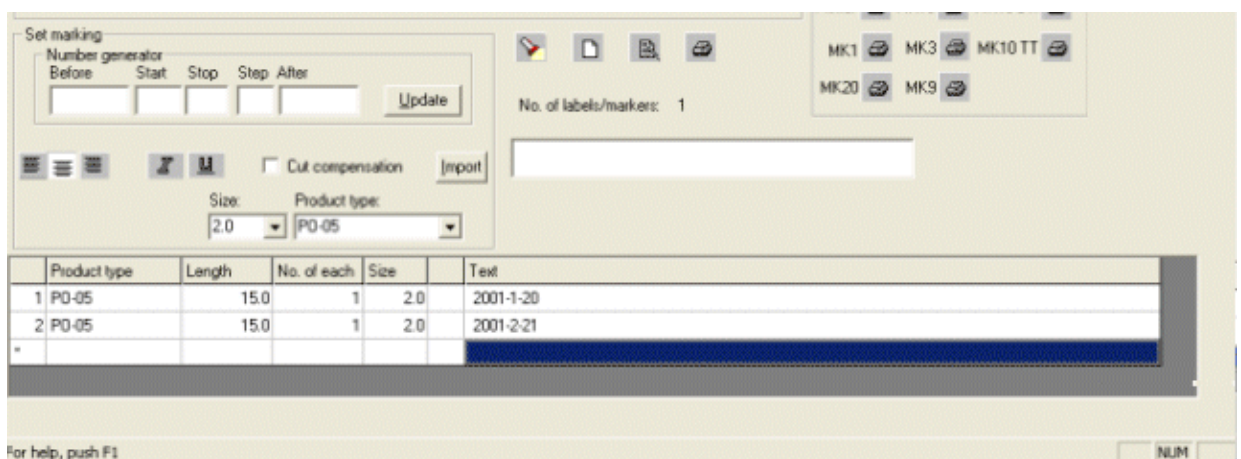 Set marking
Number generator
Before Start Stop Step After
Update
No. of labels/markers: 1
MK1 MK3 MK10 TT
MK20 MK9
Cut compensation Import
Size: Product type:
2.0 PO-05
Product type Length No. of each Size Text
1 PO-05 15.0 1 2.0 2001-1-20
2 PO-05 15.0 1 2.0 2001-2-21
*
For help, push F1 NUM